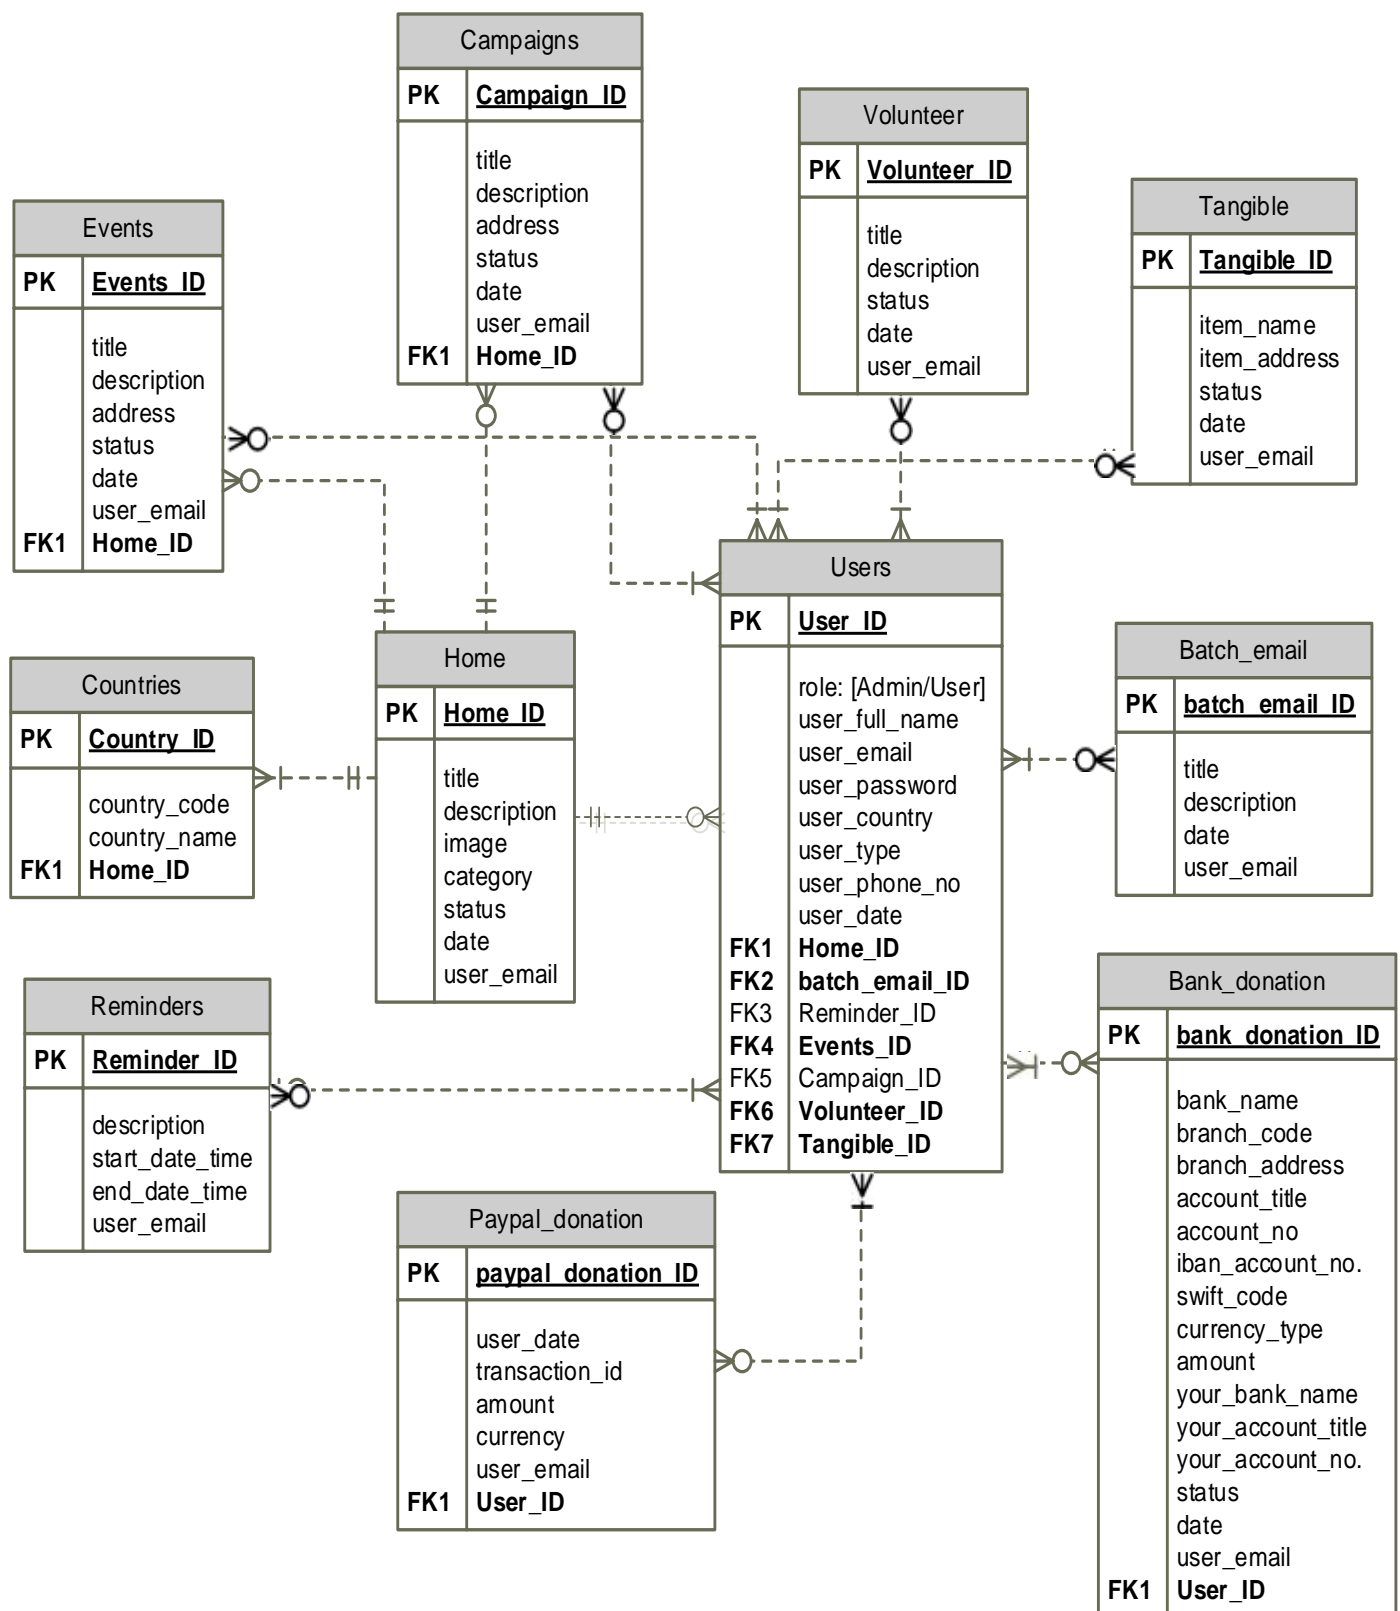 Campaigns
PK Campaign_ID
title
description
address
status
date
user_email
FK1 Home_ID
Volunteer
PK Volunteer_ID
title
description
status
date
user_email
Tangible
PK Tangible_ID
item_name
item_address
status
date
user_email
Events
PK Events_ID
title
description
address
status
date
user_email
FK1 Home_ID
Users
PK User_ID
role: [Admin/User]
user_full_name
user_email
user_password
user_country
user_type
user_phone_no
user_date
FK1 Home_ID
FK2 batch_email_ID
FK3 Reminder_ID
FK4 Events_ID
FK5 Campaign_ID
FK6 Volunteer_ID
FK7 Tangible_ID
Home
PK Home_ID
title
description
image
category
status
date
user_email
Countries
PK Country_ID
country_code
country_name
FK1 Home_ID
Batch_email
PK batch_email_ID
title
description
date
user_email
Reminders
PK Reminder_ID
description
start_date_time
end_date_time
user_email
Bank_donation
PK bank_donation_ID
bank_name
branch_code
branch_address
account_title
account_no
iban_account_no.
swift_code
currency_type
amount
your_bank_name
your_account_title
your_account_no.
status
date
user_email
FK1 User_ID
Paypal_donation
PK paypal_donation_ID
user_date
transaction_id
amount
currency
user_email
FK1 User_ID